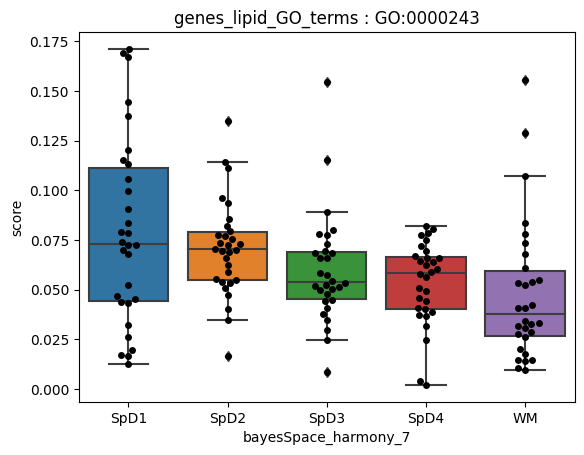 genes_lipid_GO_terms : GO:0000243
0.175
0.150
0.125
0.100
0.075
0.050
0.025
0.000
score
SpD1 SpD2 SpD3 SpD4 WM
bayesSpace_harmony_7